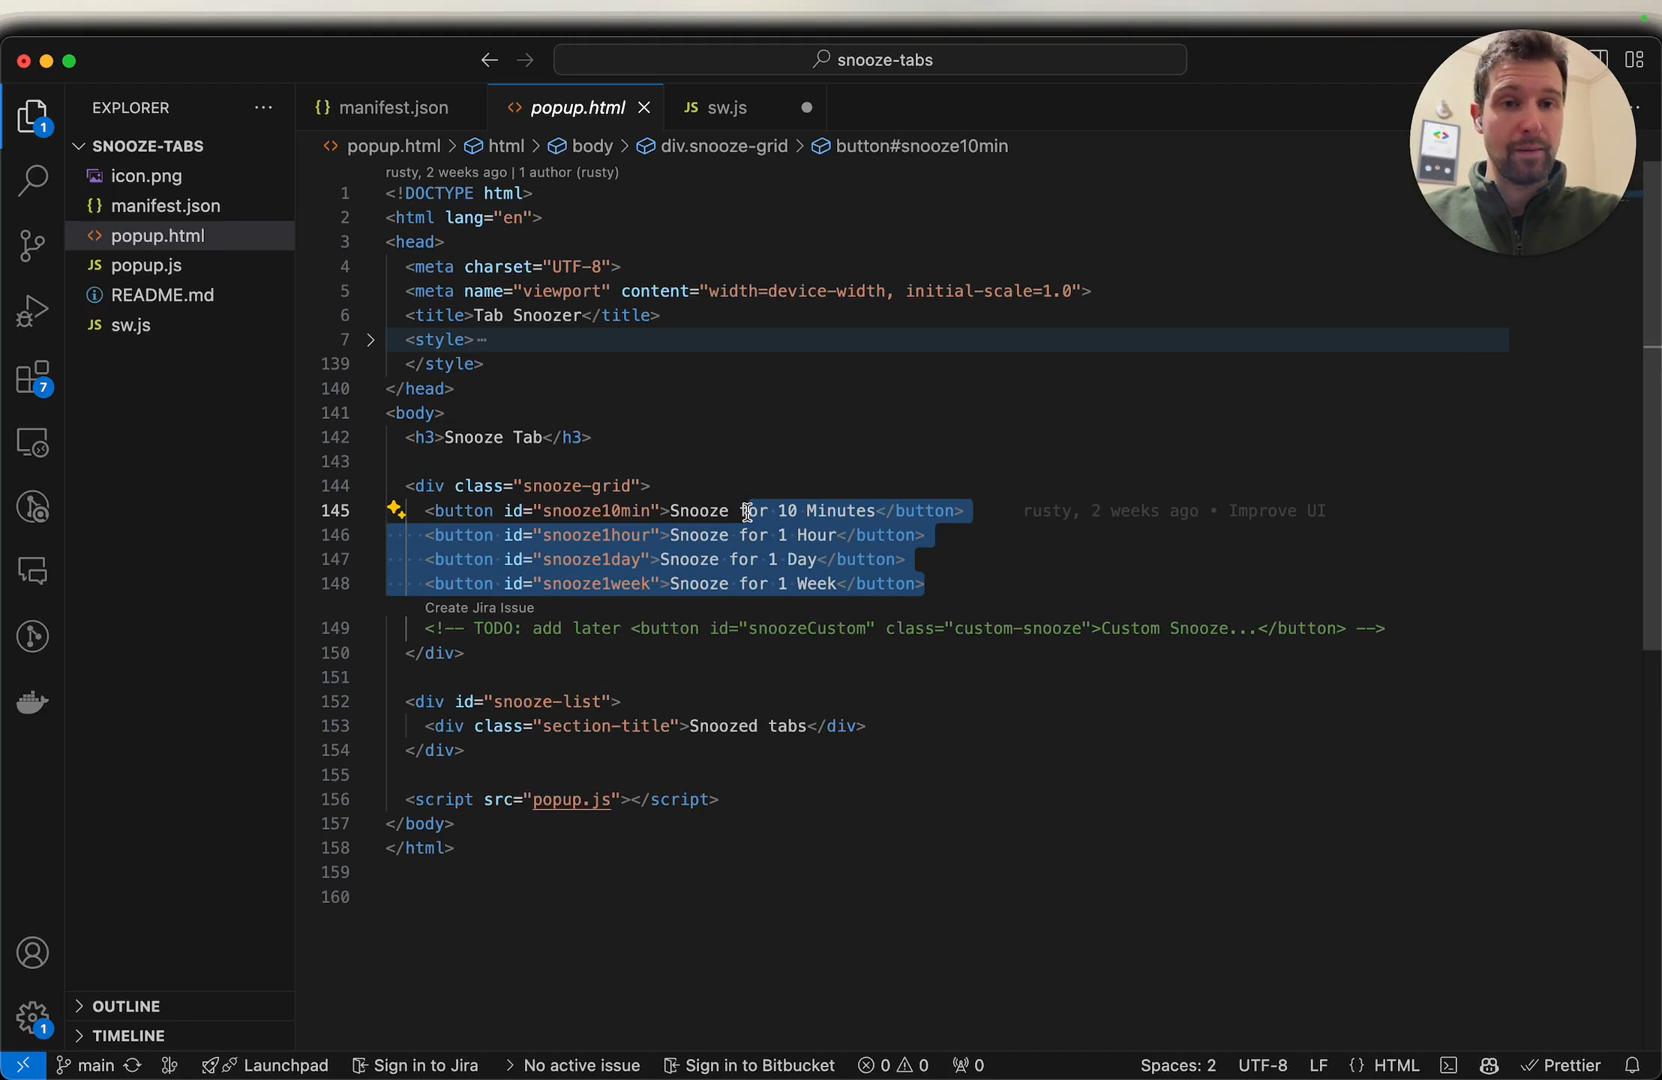 snooze-tabs
EXPLORER
SNOOZE-TABS
icon.png
manifest.json
popup.html
popup.js
README.md
sw.js
OUTLINE
TIMELINE
manifest.json
popup.html
sw.js
popup.html > html > body > div.snooze-grid > button#snooze10min
rusty, 2 weeks ago | 1 author (rusty)
1 <!DOCTYPE html>
2 <html lang="en">
3 <head>
4 <meta charset="UTF-8">
5 <meta name="viewport" content="width=device-width, initial-scale=1.0">
6 <title>Tab Snoozer</title>
7 <style>…
139 </style>
140 </head>
141 <body>
142 <h3>Snooze Tab</h3>
143
144 <div class="snooze-grid">
145 <button id="snooze10min">Snooze for 10 Minutes</button> rusty, 2 weeks ago • Improve UI
146 <button id="snooze1hour">Snooze for 1 Hour</button>
147 <button id="snooze1day">Snooze for 1 Day</button>
148 <button id="snooze1week">Snooze for 1 Week</button>
Create Jira Issue
149 <!-- TODO: add later <button id="snoozeCustom" class="custom-snooze">Custom Snooze...</button> -->
150 </div>
151
152 <div id="snooze-list">
153 <div class="section-title">Snoozed tabs</div>
154 </div>
155
156 <script src="popup.js"></script>
157 </body>
158 </html>
159
160
1
7
1
main Launchpad Sign in to Jira > No active issue Sign in to Bitbucket 0 0 0 Spaces: 2 UTF-8 LF {} HTML Prettier